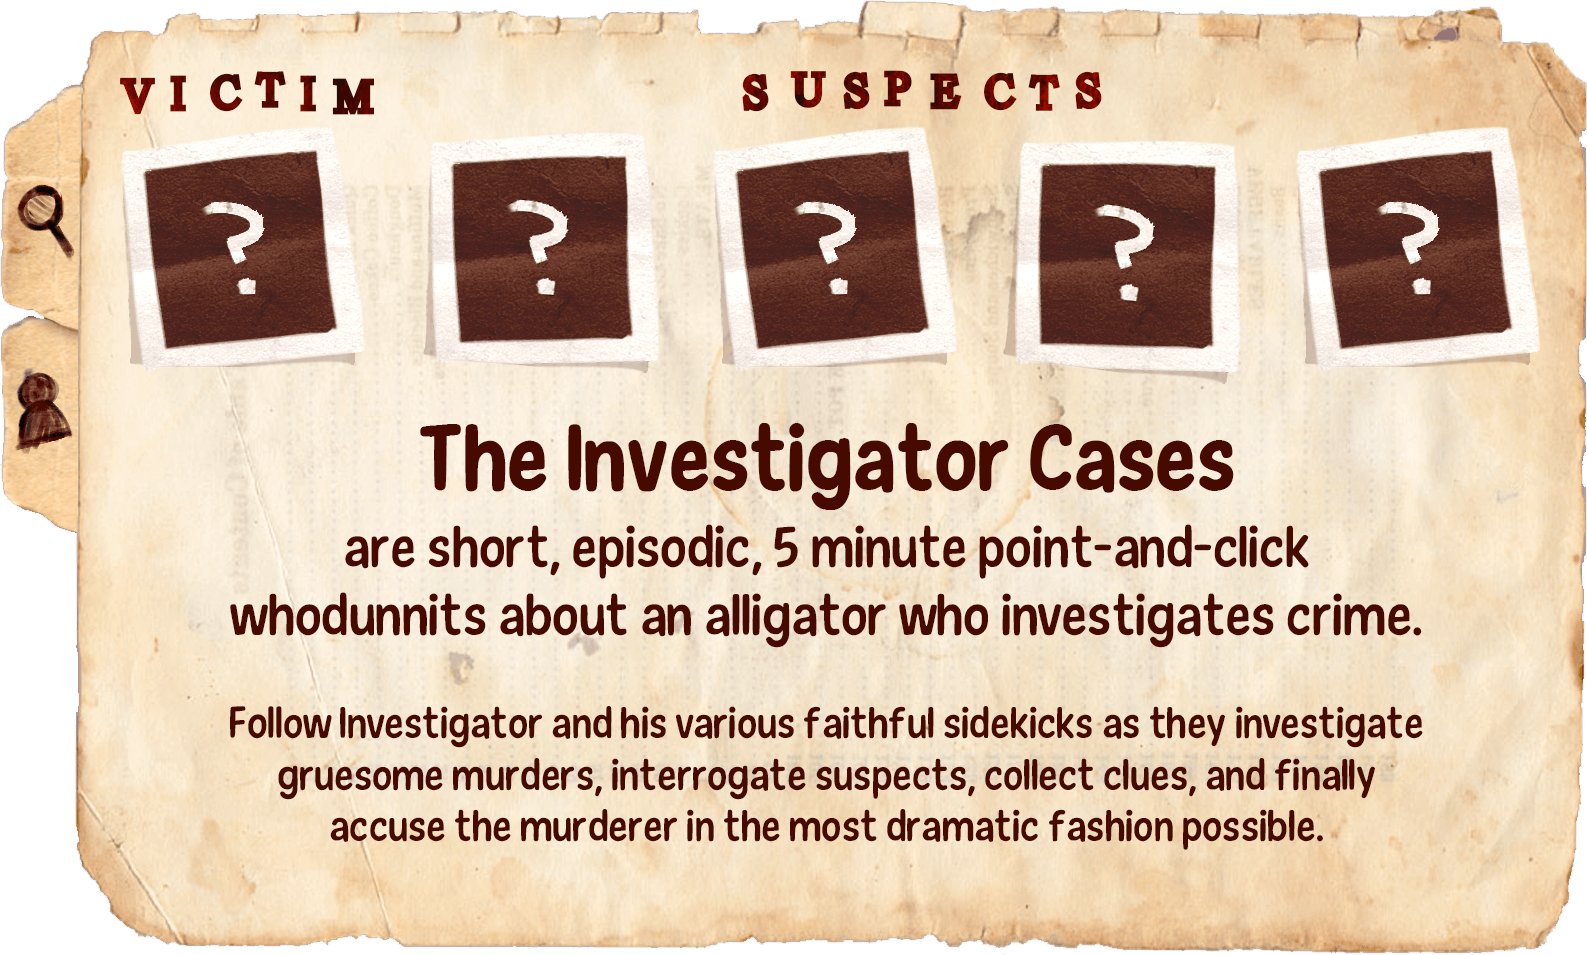 VICTIM
SUSPECTS
? ? ? ? ?
The Investigator Cases
are short, episodic, 5 minute point-and-click
whodunnits about an alligator who investigates crime.
Follow Investigator and his various faithful sidekicks as they investigate
gruesome murders, interrogate suspects, collect clues, and finally
accuse the murderer in the most dramatic fashion possible.